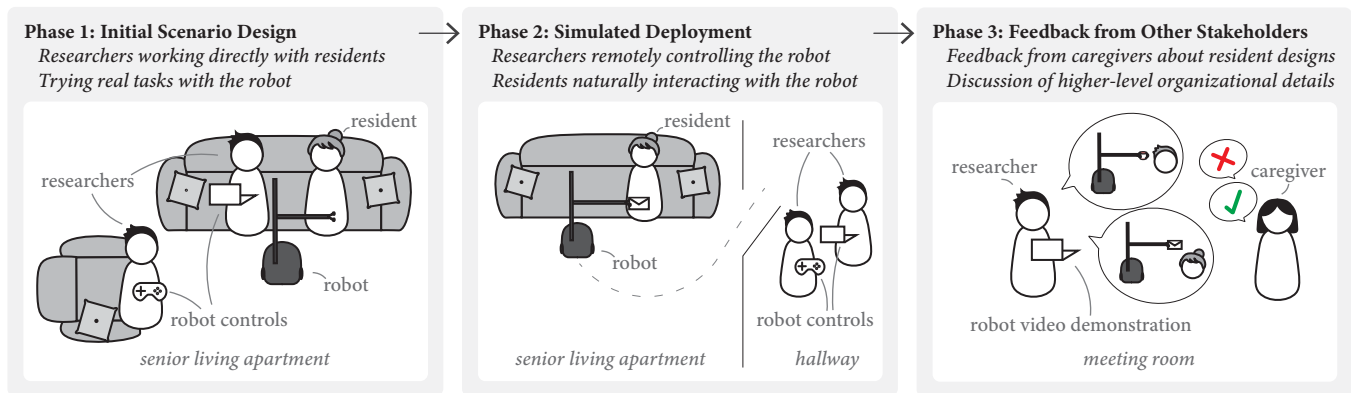 Phase 1: Initial Scenario Design
Researchers working directly with residents
Trying real tasks with the robot
resident
researchers
robot
robot controls
senior living apartment
Phase 2: Simulated Deployment
Researchers remotely controlling the robot
Residents naturally interacting with the robot
resident
researchers
robot
robot controls
senior living apartment
hallway
Phase 3: Feedback from Other Stakeholders
Feedback from caregivers about resident designs
Discussion of higher-level organizational details
researcher
caregiver
robot video demonstration
meeting room